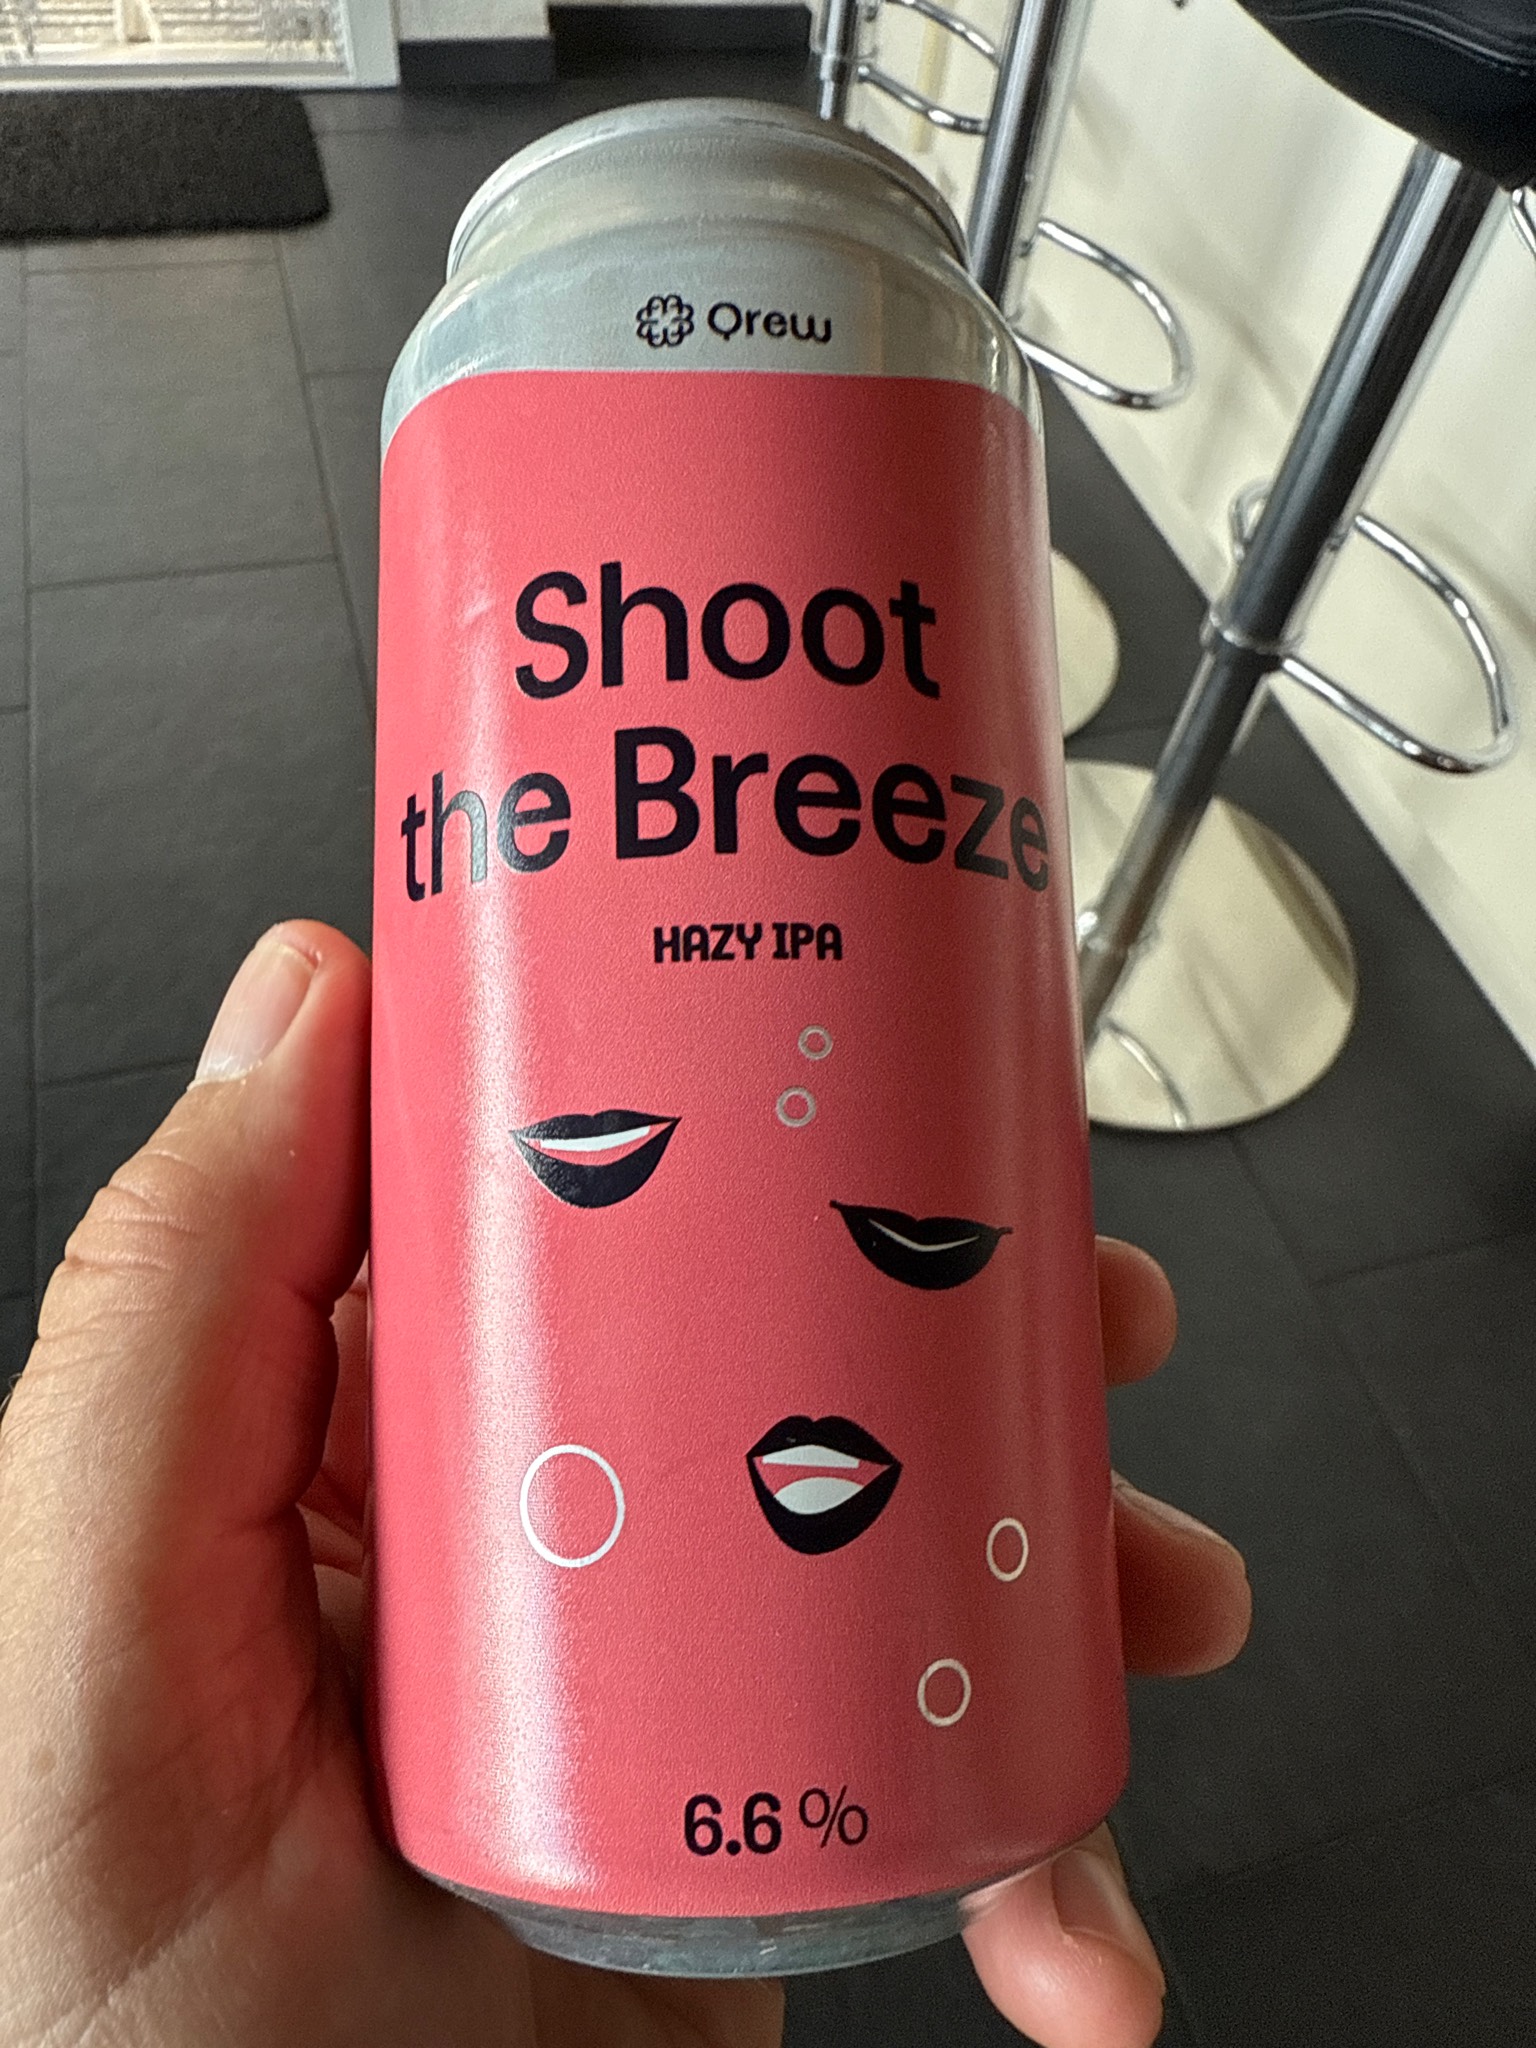 Qrew
Shoot
the Breeze
HAZY IPA
6.6 %